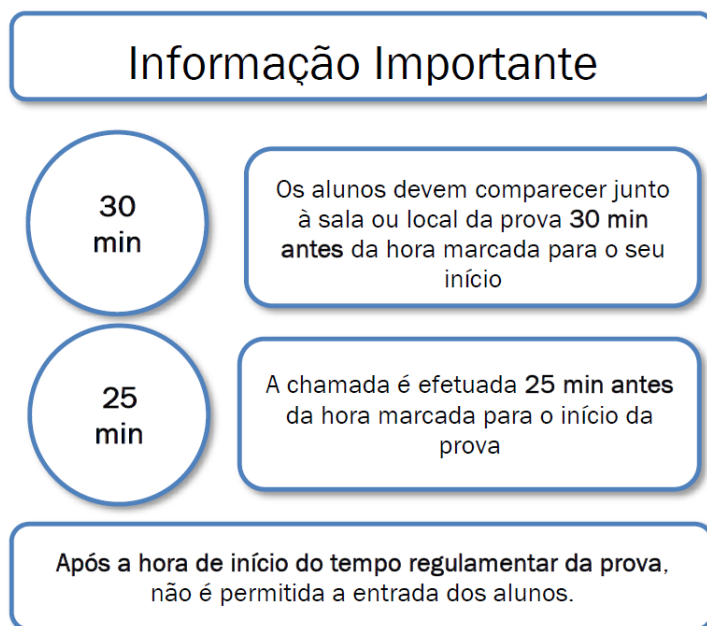 Informação Importante
30
min
Os alunos devem comparecer junto
à sala ou local da prova 30 min
antes da hora marcada para o seu
início
25
min
A chamada é efetuada 25 min antes
da hora marcada para o início da
prova
Após a hora de início do tempo regulamentar da prova,
não é permitida a entrada dos alunos.